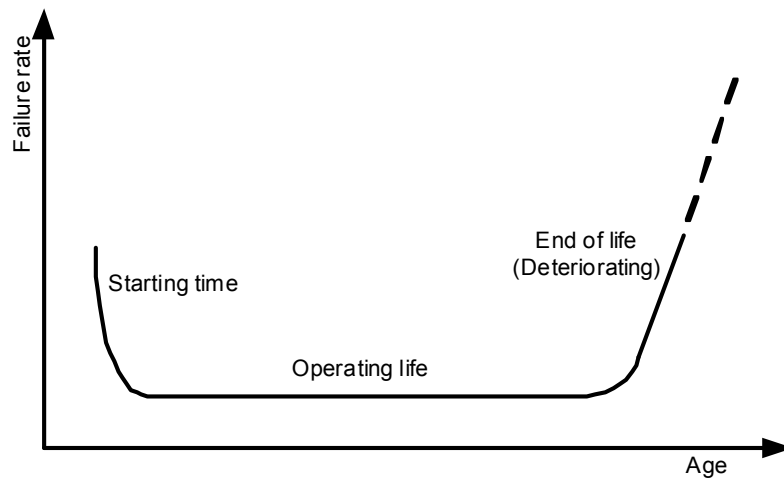 Failure rate
Starting time
Operating life
End of life
(Deteriorating)
Age